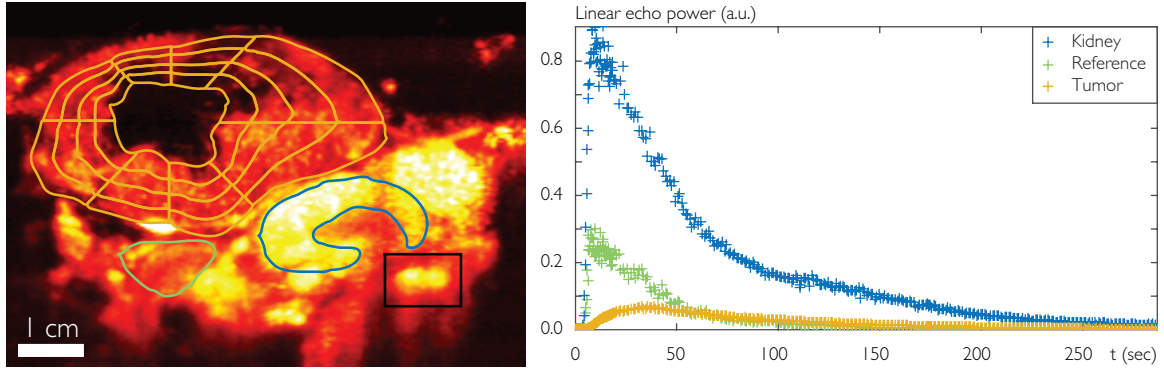 1 cm
Linear echo power (a.u.)
0.8
0.6
0.4
0.2
0.0
Kidney
Reference
Tumor
0 50 100 150 200 250 t (sec)